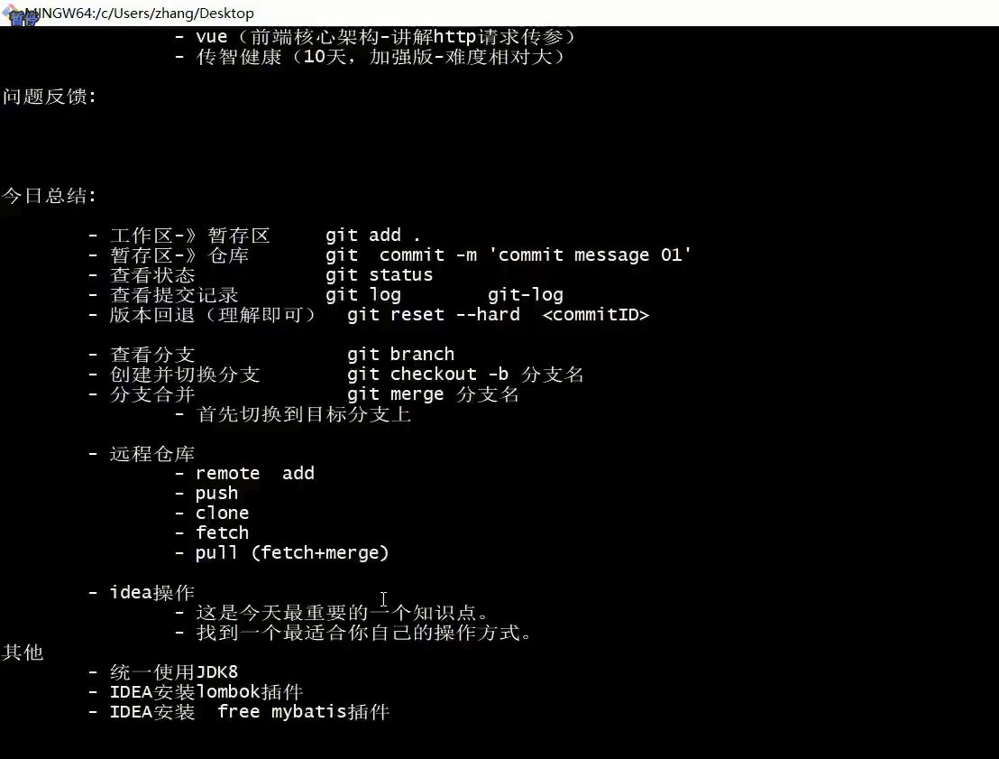 MINGW64:/c/Users/zhang/Desktop
暂停
- vue（前端核心架构-讲解http请求传参）
- 传智健康（10天，加强版-难度相对大）
问题反馈:
今日总结:
- 工作区-》暂存区 git add .
- 暂存区-》仓库 git commit -m 'commit message 01'
- 查看状态 git status
- 查看提交记录 git log git-log
- 版本回退（理解即可） git reset --hard <commitID>
- 查看分支 git branch
- 创建并切换分支 git checkout -b 分支名
- 分支合并 git merge 分支名
- 首先切换到目标分支上
- 远程仓库
- remote add
- push
- clone
- fetch
- pull (fetch+merge)
- idea操作
- 这是今天最重要的一个知识点。
- 找到一个最适合你自己的操作方式。
其他
- 统一使用JDK8
- IDEA安装lombok插件
- IDEA安装 free mybatis插件